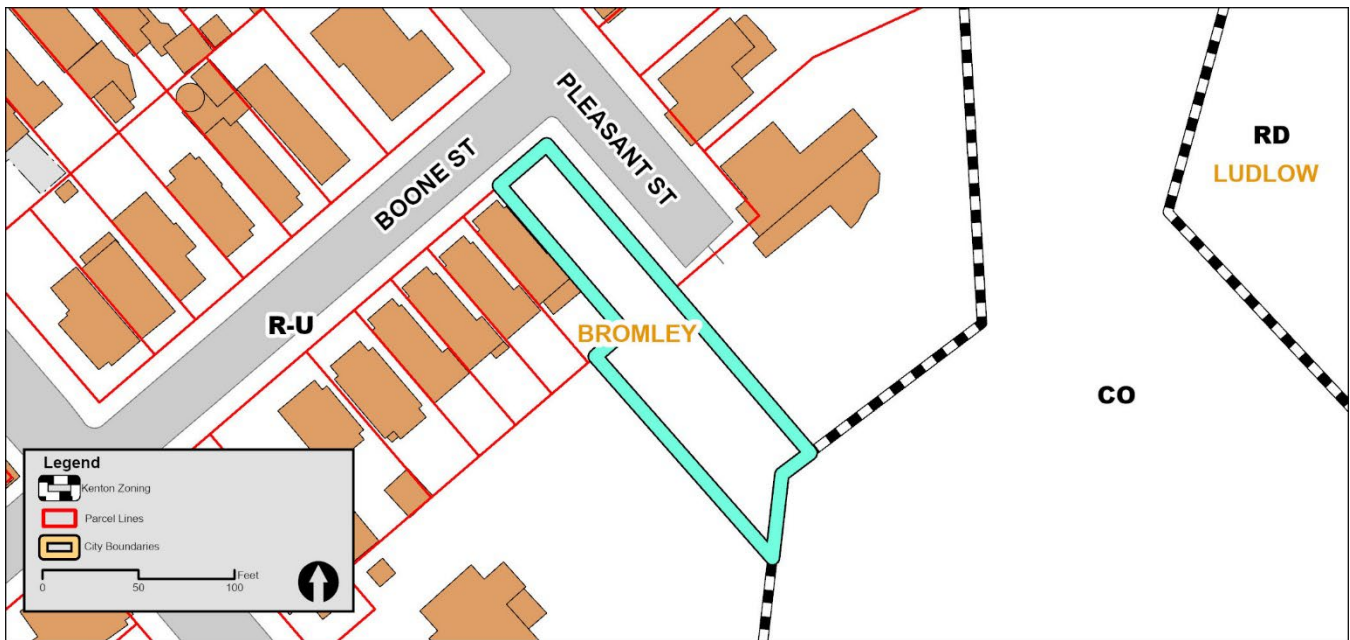 PLEASANT ST
RD
LUDLOW
BOONE ST
R-U
BROMLEY
CO
Legend
Kenton Zoning
Parcel Lines
City Boundaries
Feet
0 50 100